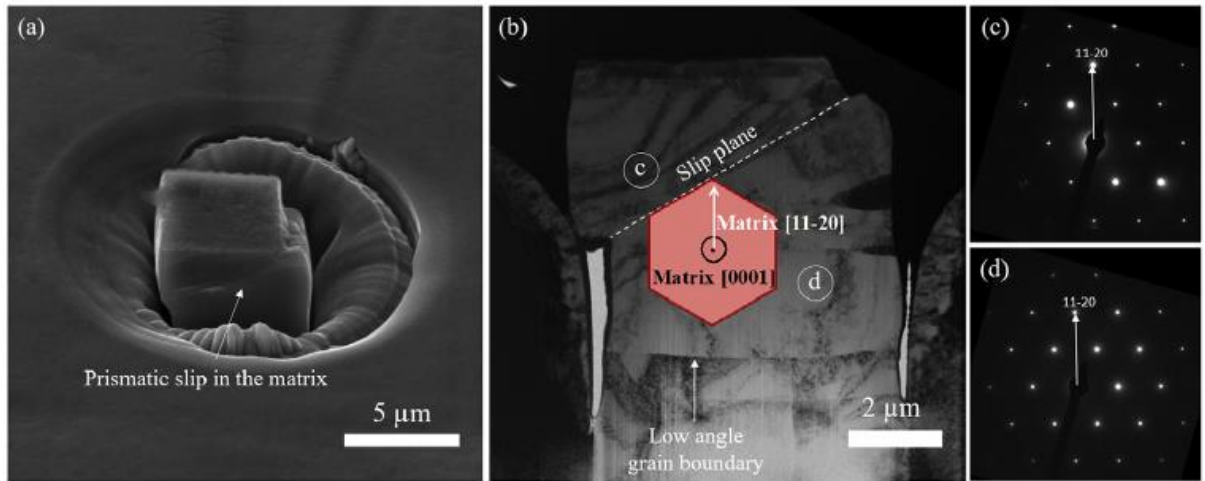 (a)
Prismatic slip in the matrix
5 µm
(b)
c
Slip plane
Matrix [11-20]
Matrix [0001]
d
Low angle
grain boundary
2 µm
(c)
11-20
(d)
11-20